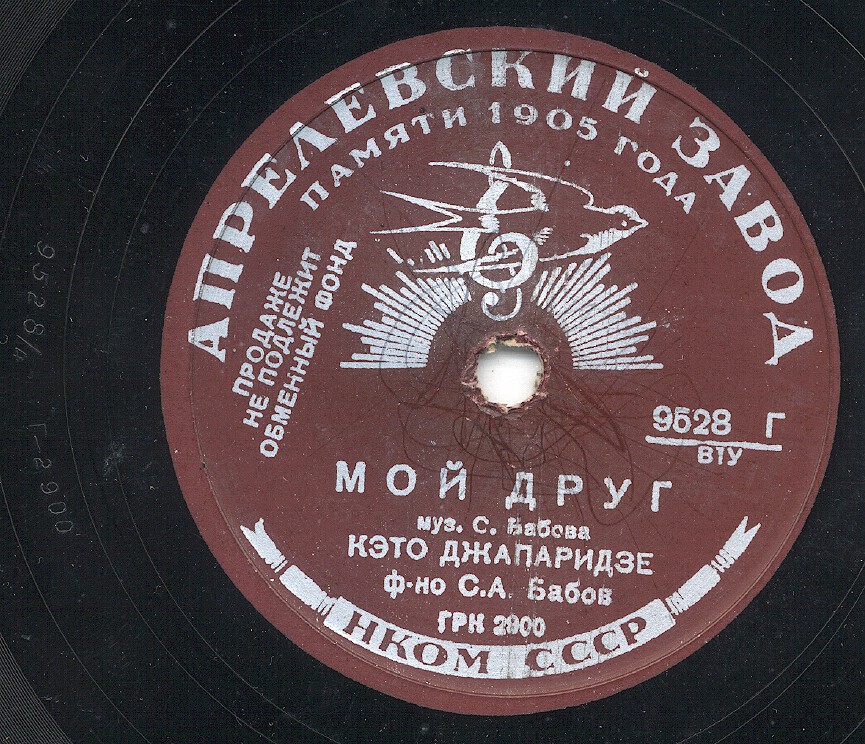 АПРЕЛЕВСКИЙ ЗАВОД
ПАМЯТИ 1905 ГОДА
ПРОДАЖЕ
НЕ ПОДЛЕЖИТ
ОБМЕННЫЙ ФОНД
9528 Г
ВТУ
МОЙ ДРУГ
муз. С. Бабова
КЭТО ДЖАПАРИДЗЕ
ф-но С.А. Бабов
ГРК 2900
НКОМ СССР
9528/4 Г-2900